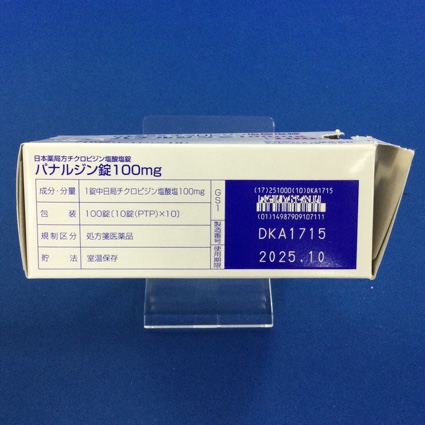 日本薬局方チクロピジン塩酸塩錠
パナルジン錠100mg
成分・分量 1錠中日局チクロピジン塩酸塩100mg
包装 100錠(10錠(PTP)×10)
規制区分 処方箋医薬品
貯法 室温保存
GS1
(17)251000(10)DKA1715
(01)14987909107111
製造番号 DKA1715
使用期限 2025.10